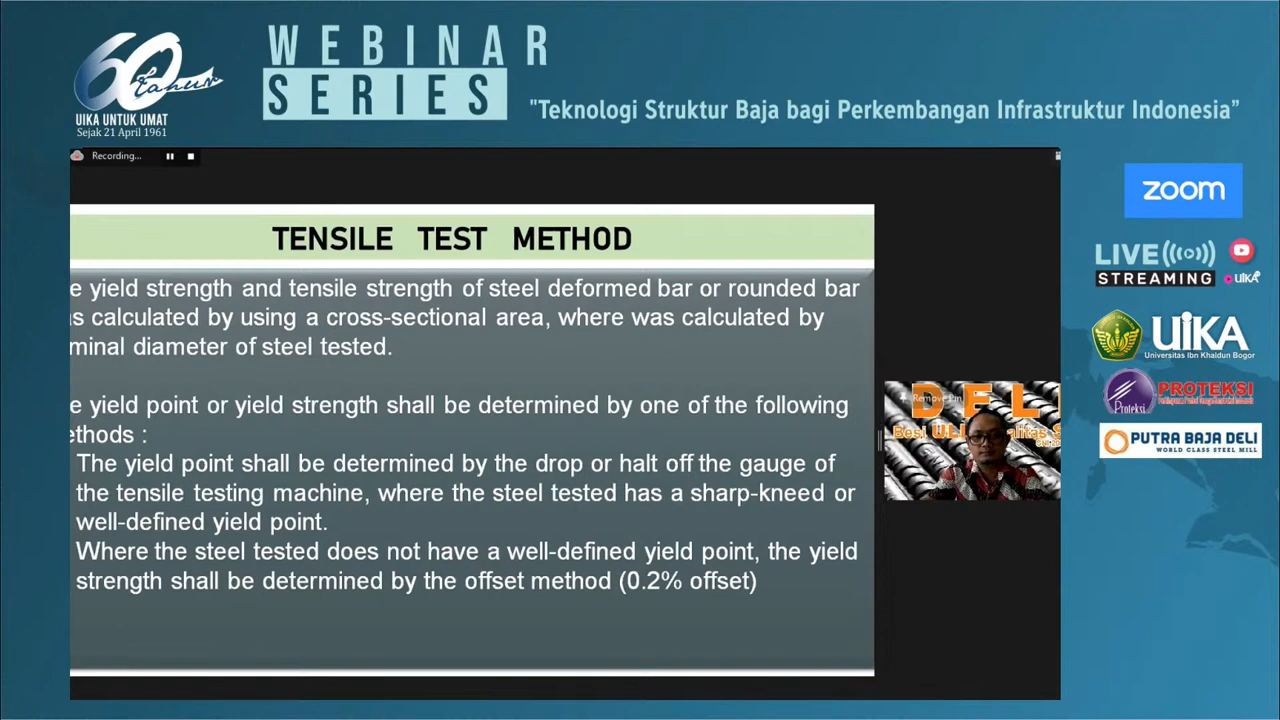 60
Tahun
UIKA UNTUK UMAT
Sejak 21 April 1961
WEBINAR
SERIES
"Teknologi Struktur Baja bagi Perkembangan Infrastruktur Indonesia"
Recording...
TENSILE TEST METHOD
e yield strength and tensile strength of steel deformed bar or rounded bar
s calculated by using a cross-sectional area, where was calculated by
minal diameter of steel tested.
e yield point or yield strength shall be determined by one of the following
ethods :
The yield point shall be determined by the drop or halt off the gauge of
the tensile testing machine, where the steel tested has a sharp-kneed or
well-defined yield point.
Where the steel tested does not have a well-defined yield point, the yield
strength shall be determined by the offset method (0.2% offset)
DEL
Remove Pin
Besi
zoom
LIVE
STREAMING
UIKA
UIKA
Universitas Ibn Khaldun Bogor
Proteksi
PROTEKSI
PUTRA BAJA DELI
WORLD CLASS STEEL MILL